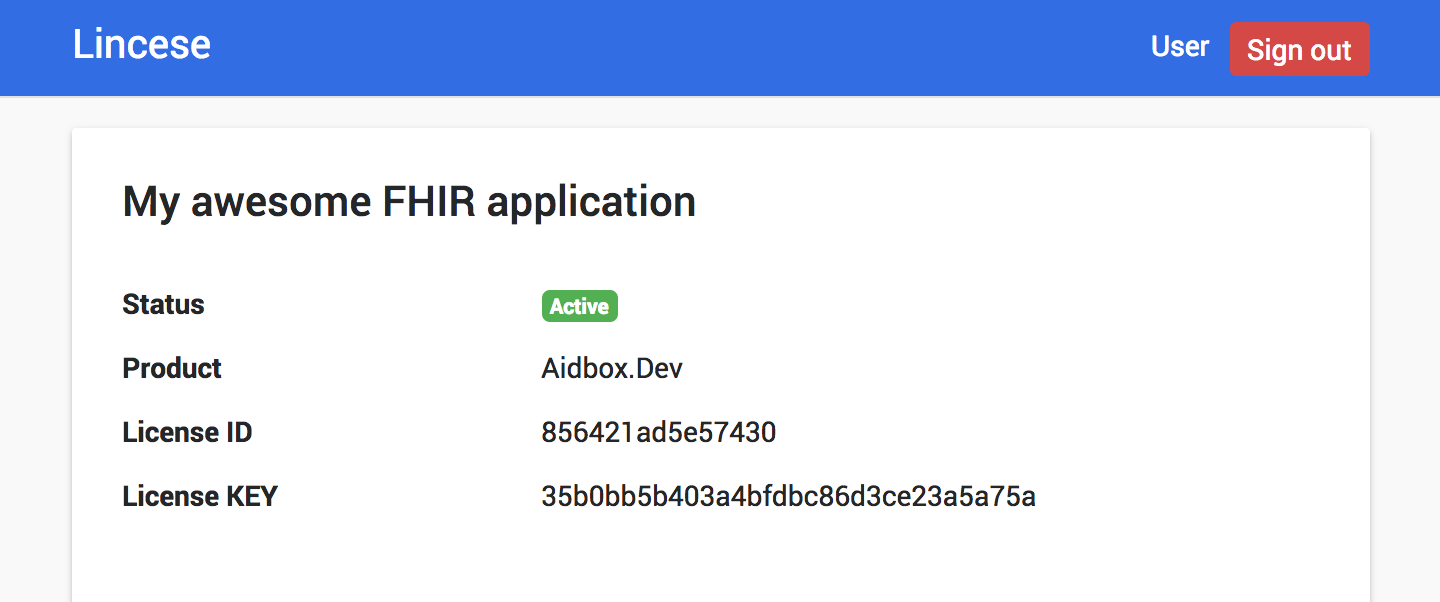 Lincese
User
Sign out
My awesome FHIR application
Status Active
Product Aidbox.Dev
License ID 856421ad5e57430
License KEY 35b0bb5b403a4bfdbc86d3ce23a5a75a